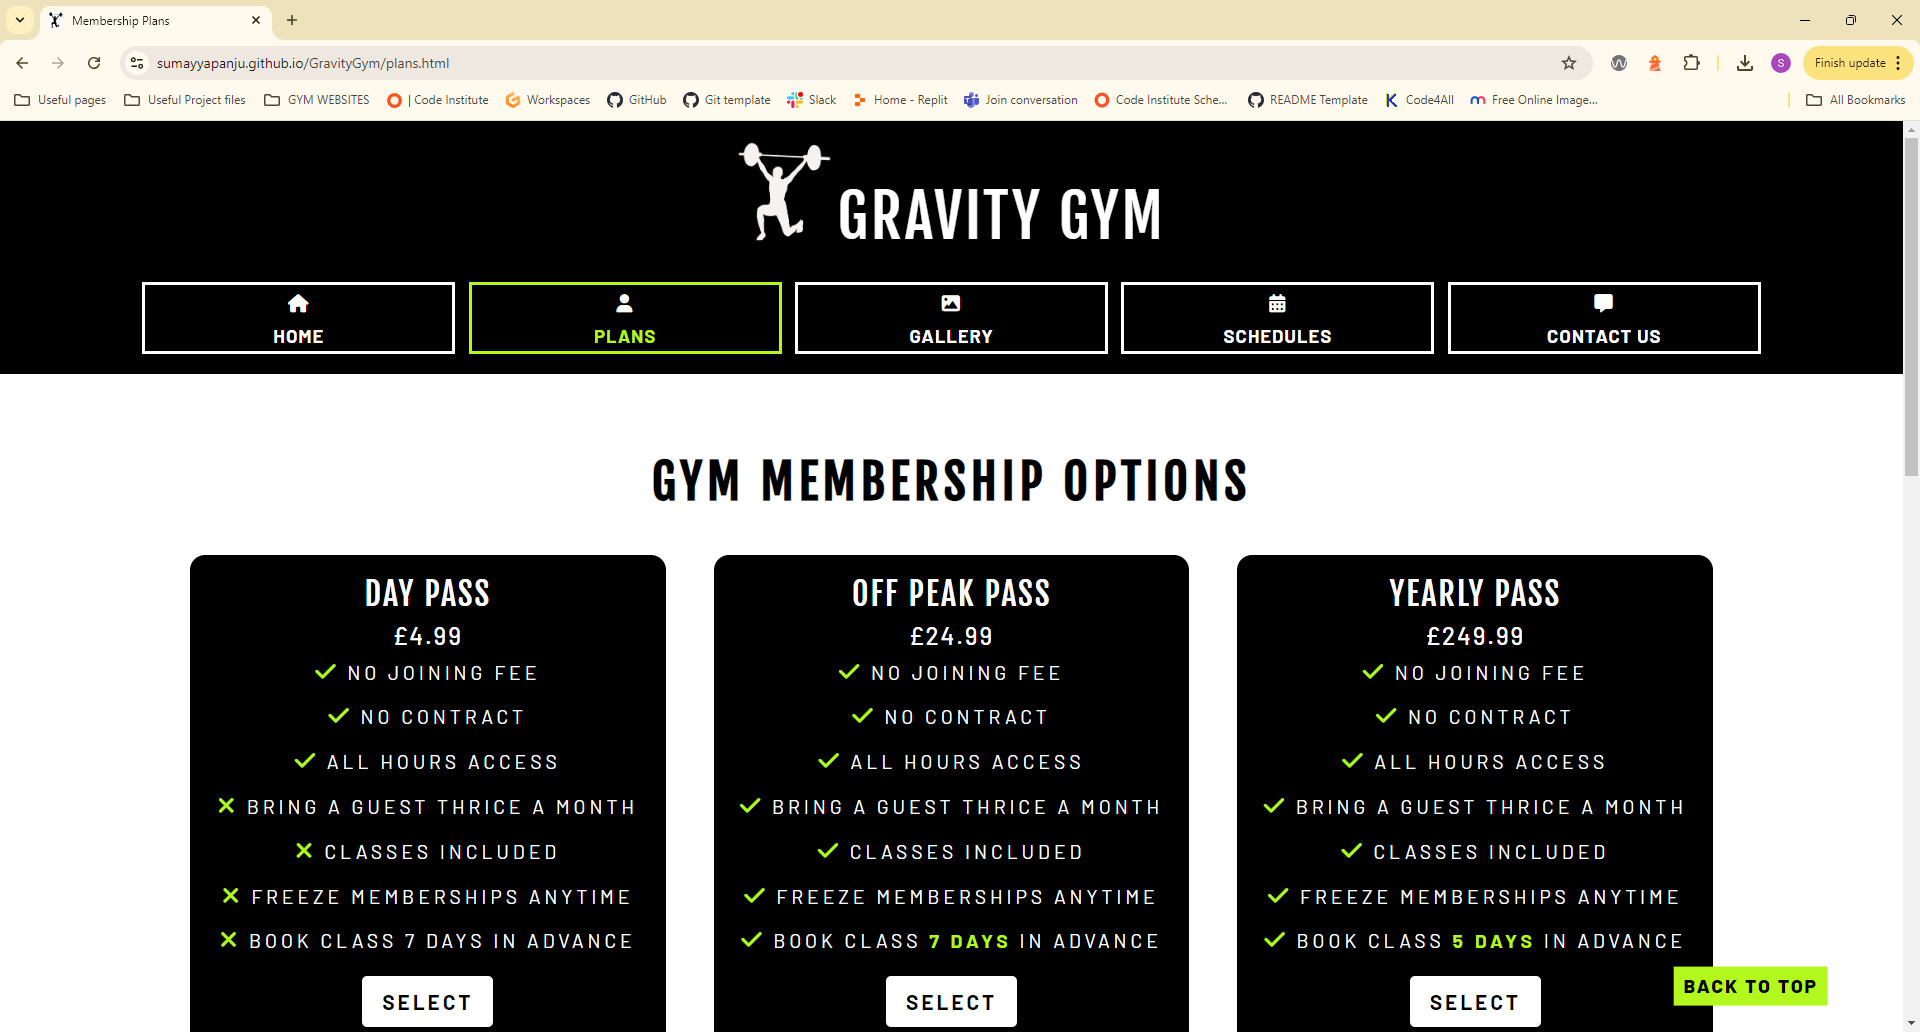 Membership Plans
sumayyapanju.github.io/GravityGym/plans.html
S
Finish update
Useful pages
Useful Project files
GYM WEBSITES
| Code Institute
Workspaces
GitHub
Git template
Slack
Home - Replit
Join conversation
Code Institute Sche...
README Template
Code4All
Free Online Image...
All Bookmarks
GRAVITY GYM
HOME
PLANS
GALLERY
SCHEDULES
CONTACT US
GYM MEMBERSHIP OPTIONS
DAY PASS
£4.99
NO JOINING FEE
NO CONTRACT
ALL HOURS ACCESS
BRING A GUEST THRICE A MONTH
CLASSES INCLUDED
FREEZE MEMBERSHIPS ANYTIME
BOOK CLASS 7 DAYS IN ADVANCE
SELECT
OFF PEAK PASS
£24.99
NO JOINING FEE
NO CONTRACT
ALL HOURS ACCESS
BRING A GUEST THRICE A MONTH
CLASSES INCLUDED
FREEZE MEMBERSHIPS ANYTIME
BOOK CLASS 7 DAYS IN ADVANCE
SELECT
YEARLY PASS
£249.99
NO JOINING FEE
NO CONTRACT
ALL HOURS ACCESS
BRING A GUEST THRICE A MONTH
CLASSES INCLUDED
FREEZE MEMBERSHIPS ANYTIME
BOOK CLASS 5 DAYS IN ADVANCE
SELECT
BACK TO TOP